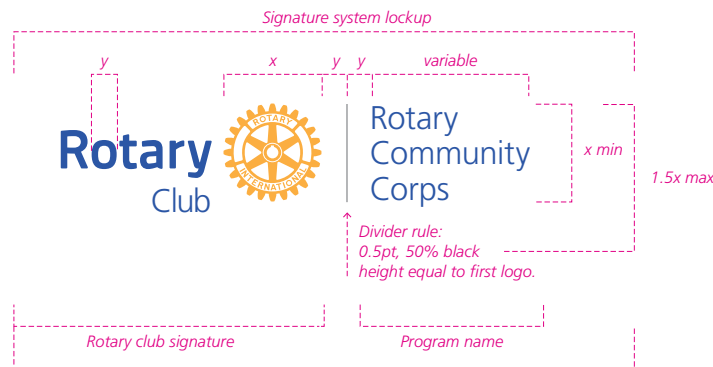 Signature system lockup
y
x
y
y
variable
Rotary
Club
ROTARY
INTERNATIONAL
Rotary
Community
Corps
x min
1.5x max
Divider rule:
0.5pt, 50% black
height equal to first logo.
Rotary club signature
Program name